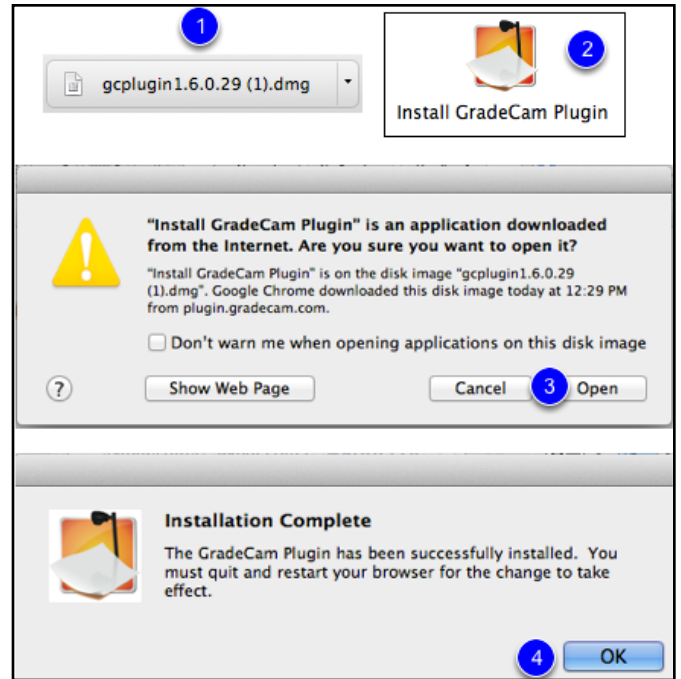 1
gcplugin1.6.0.29 (1).dmg
2
Install GradeCam Plugin
"Install GradeCam Plugin" is an application downloaded
from the Internet. Are you sure you want to open it?
"Install GradeCam Plugin" is on the disk image "gcplugin1.6.0.29
(1).dmg". Google Chrome downloaded this disk image today at 12:29 PM
from plugin.gradecam.com.
Don't warn me when opening applications on this disk image
? Show Web Page Cancel 3 Open
Installation Complete
The GradeCam Plugin has been successfully installed. You
must quit and restart your browser for the change to take
effect.
4 OK